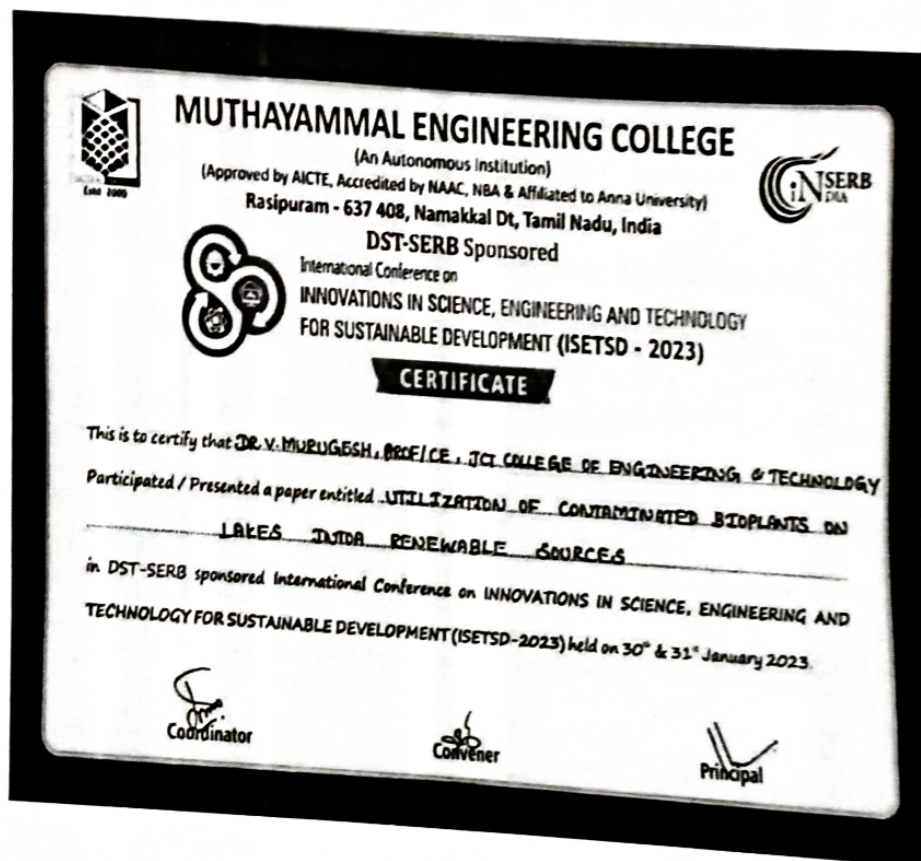 MUTHAYAMMAL ENGINEERING COLLEGE
(An Autonomous Institution)
(Approved by AICTE, Accredited by NAAC, NBA & Affiliated to Anna University)
Rasipuram - 637 408, Namakkal Dt, Tamil Nadu, India
Estd 2000
SERB
INDIA
DST-SERB Sponsored
International Conference on
INNOVATIONS IN SCIENCE, ENGINEERING AND TECHNOLOGY
FOR SUSTAINABLE DEVELOPMENT (ISETSD - 2023)
CERTIFICATE
This is to certify that DR.V.MURUGESH, PROF/CE, JCT COLLEGE OF ENGINEERING & TECHNOLOGY
Participated / Presented a paper entitled UTILIZATION OF CONTAMINATED BIOPLANTS ON
LAKES INTOA RENEWABLE SOURCES
in DST-SERB sponsored International Conference on INNOVATIONS IN SCIENCE, ENGINEERING AND
TECHNOLOGY FOR SUSTAINABLE DEVELOPMENT (ISETSD-2023) held on 30th & 31st January 2023.
Coordinator
Convener
Principal